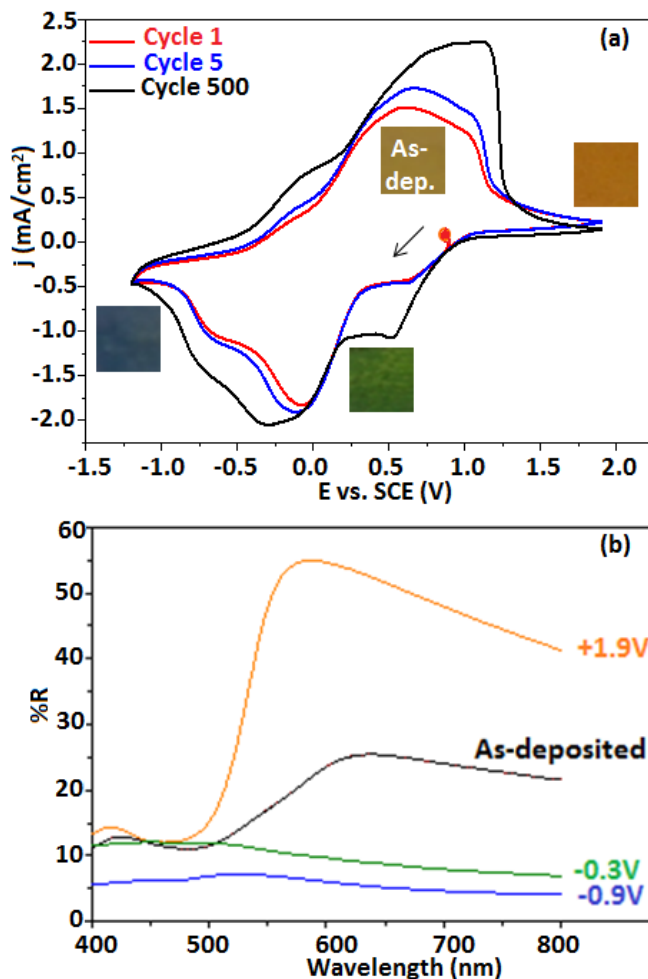 2.5
2.0
1.5
1.0
0.5
0.0
-0.5
-1.0
-1.5
-2.0
j (mA/cm²)
Cycle 1
Cycle 5
Cycle 500
(a)
As-
dep.
-1.5 -1.0 -0.5 0.0 0.5 1.0 1.5 2.0
E vs. SCE (V)
60
50
40
30
20
10
0
%R
(b)
+1.9V
As-deposited
-0.3V
-0.9V
400 500 600 700 800
Wavelength (nm)